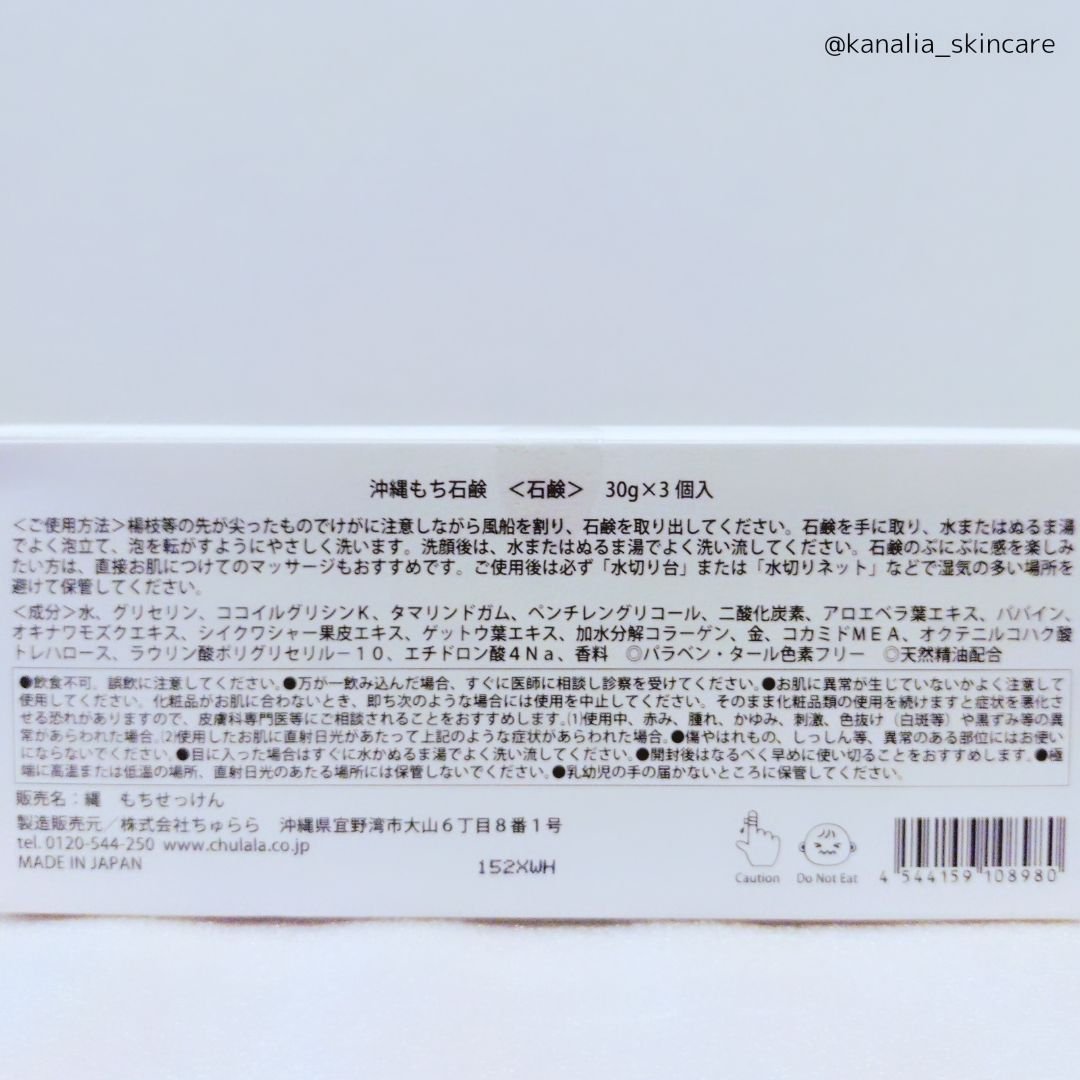 @kanalia_skincare
沖縄もち石鹸　＜石鹸＞　30g×3 個入
＜ご使用方法＞楊枝等の先が尖ったものでけがに注意しながら風船を割り、石鹸を取り出してください。石鹸を手に取り、水またはぬるま湯
でよく泡立て、泡を転がすようにやさしく洗います。洗顔後は、水またはぬるま湯でよく洗い流してください。石鹸のぷにぷに感を楽しみ
たい方は、直接お肌につけてのマッサージもおすすめです。ご使用後は必ず「水切り台」または「水切りネット」などで湿気の多い場所を
避けて保管してください。
＜成分＞水、グリセリン、ココイルグリシンK、タマリンドガム、ペンチレングリコール、二酸化炭素、アロエベラ葉エキス、パパイン、
オキナワモズクエキス、シイクワシャー果皮エキス、ゲットウ葉エキス、加水分解コラーゲン、金、コカミドMEA、オクテニルコハク酸
トレハロース、ラウリン酸ポリグリセリル－１０、エチドロン酸４Na、香料　◎パラベン・タール色素フリー　◎天然精油配合
●飲食不可。誤飲に注意してください。●万が一飲み込んだ場合、すぐに医師に相談し診察を受けてください。●お肌に異常が生じていないかよく注意して
使用してください。化粧品がお肌に合わないとき、即ち次のような場合には使用を中止してください。そのまま化粧品類の使用を続けますと症状を悪化さ
せる恐れがありますので、皮膚科専門医等にご相談されることをおすすめします。(1)使用中、赤み、腫れ、かゆみ、刺激、色抜け（白斑等）や黒ずみ等の異
常があらわれた場合。(2)使用したお肌に直射日光があたって上記のような症状があらわれた場合。●傷やはれもの、しっしん等、異常のある部位にはお使い
にならないでください。●目に入った場合はすぐに水かぬるま湯で洗い流してください。●開封後はなるべく早めに使い切ることをおすすめします。●極
端に高温または低温の場所、直射日光のあたる場所には保管しないでください。●乳幼児の手の届かないところに保管してください。
販売名：縄　もちせっけん
製造販売元／株式会社ちゅらら　沖縄県宜野湾市大山６丁目８番１号
tel. 0120-544-250 www.chulala.co.jp
MADE IN JAPAN
152XWH
Caution
Do Not Eat
4 544159 108980